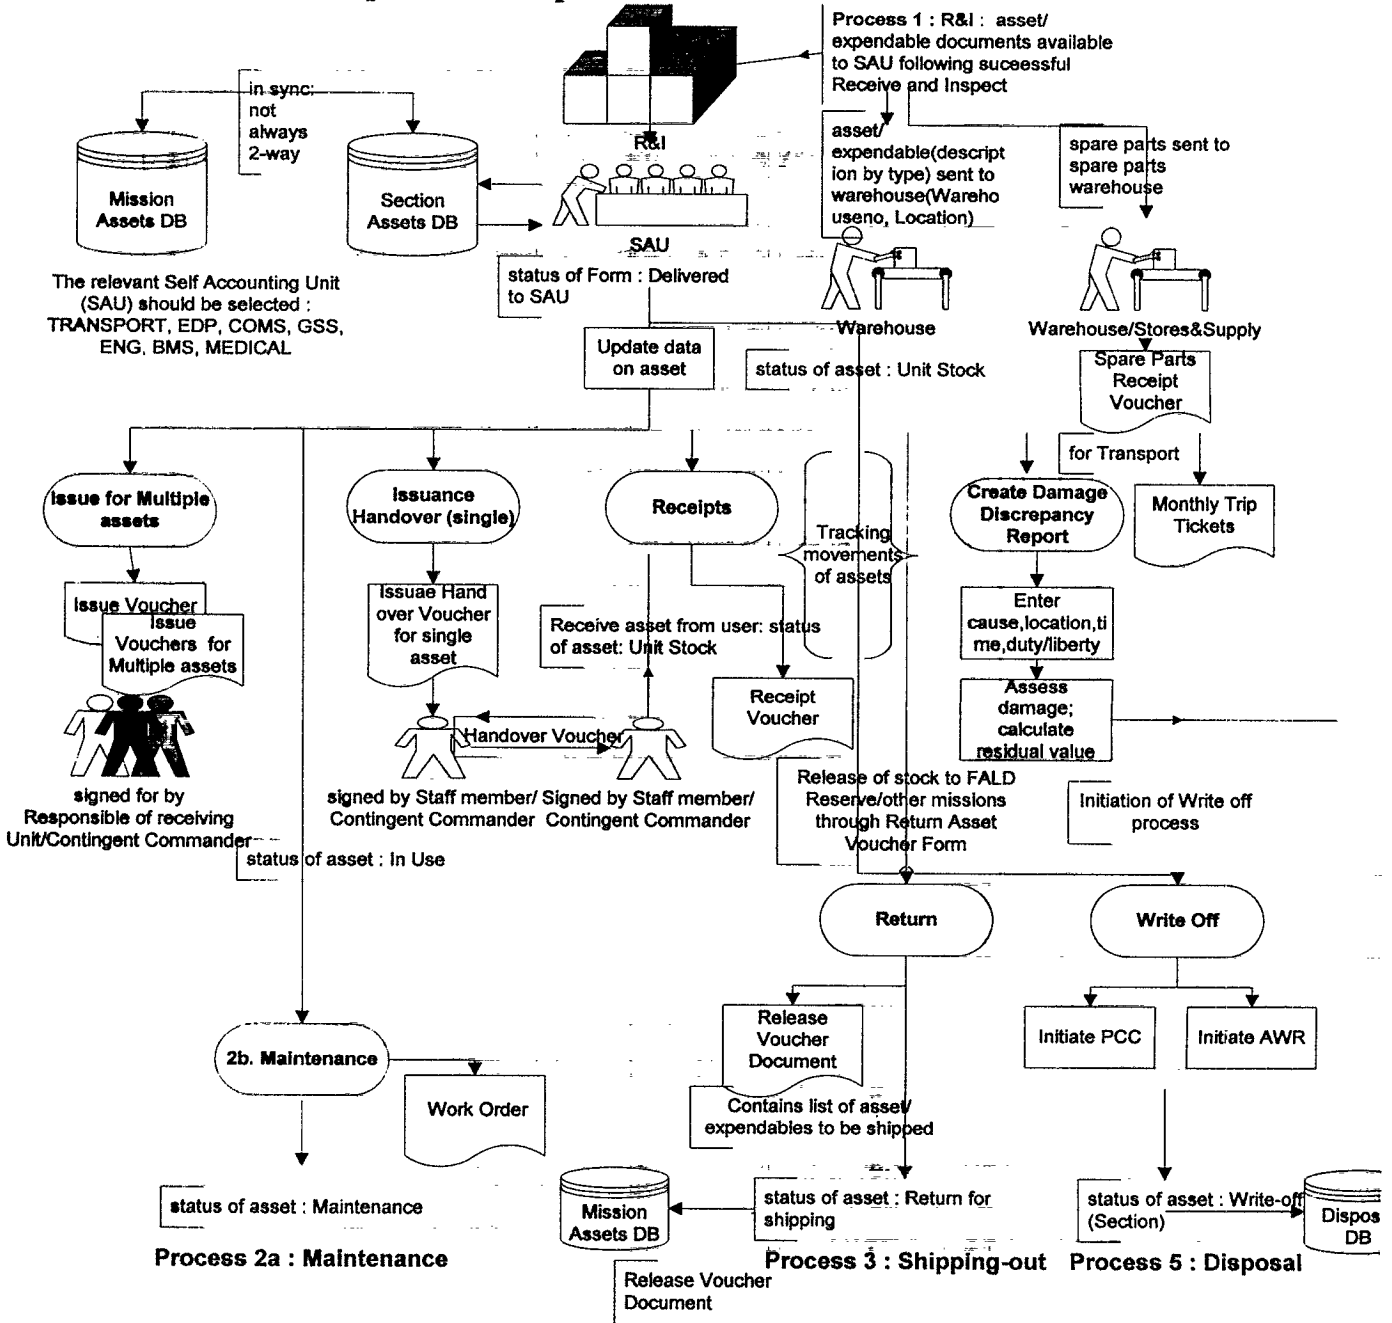 Process 1 : R&I : asset/
expendable documents available
to SAU following suceessful
Receive and Inspect
in sync:
not
always
2-way
R&I
asset/
expendable(descript
ion by type) sent to
warehouse(Wareho
useno, Location)
spare parts sent to
spare parts
warehouse
Mission
Assets DB
Section
Assets DB
SAU
The relevant Self Accounting Unit
(SAU) should be selected :
TRANSPORT, EDP, COMS, GSS,
ENG, BMS, MEDICAL
status of Form : Delivered
to SAU
Warehouse
Warehouse/Stores&Supply
Update data
on asset
status of asset : Unit Stock
Spare Parts
Receipt
Voucher
for Transport
Issue for Multiple
assets
Issuance
Handover (single)
Receipts
Tracking
movements
of assets
Create Damage
Discrepancy
Report
Monthly Trip
Tickets
Issue Voucher
Issue
Vouchers for
Multiple assets
Issuae Hand
over Voucher
for single
asset
Receive asset from user: status
of asset: Unit Stock
Enter
cause,location,ti
me,duty/liberty
Receipt
Voucher
Assess
damage;
calculate
residual value
Handover Voucher
signed for by
Responsible of receiving
Unit/Contingent Commander
signed by Staff member/
Contingent Commander
Signed by Staff member/
Contingent Commander
Release of stock to FALD
Reserve/other missions
through Return Asset
Voucher Form
Initiation of Write off
process
status of asset : In Use
Return
Write Off
Release
Voucher
Document
Initiate PCC
Initiate AWR
2b. Maintenance
Work Order
Contains list of asset/
expendables to be shipped
status of asset : Maintenance
Mission
Assets DB
status of asset : Return for
shipping
status of asset : Write-off
(Section)
Dispos
DB
Process 2a : Maintenance
Process 3 : Shipping-out
Process 5 : Disposal
Release Voucher
Document